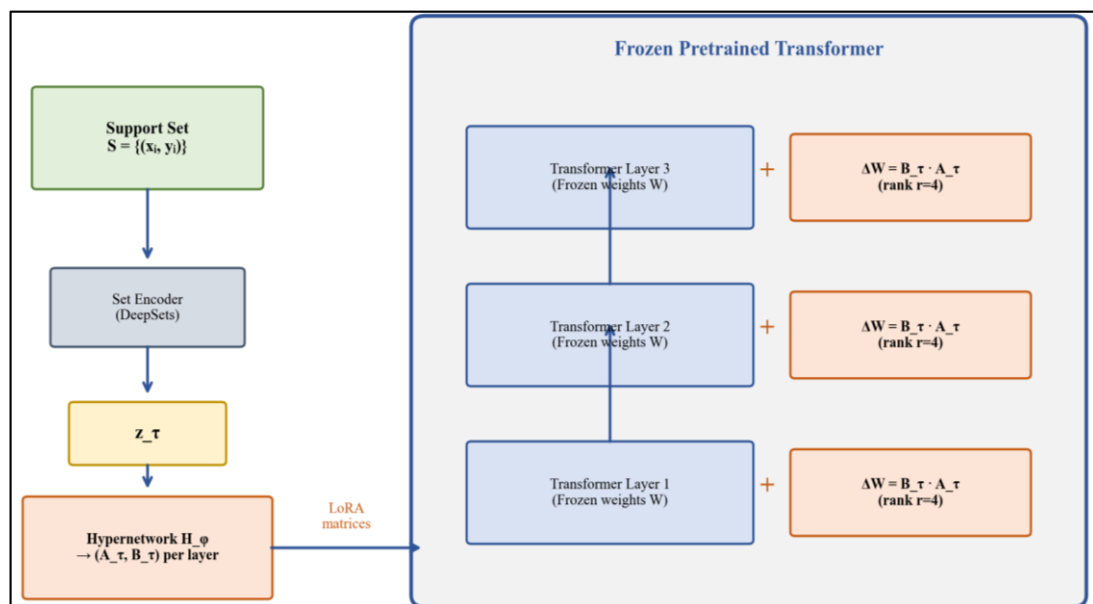 Frozen Pretrained Transformer
Support Set
S = {(xᵢ, yᵢ)}
Set Encoder
(DeepSets)
z_τ
Hypernetwork H_φ
→ (A_τ, B_τ) per layer
LoRA
matrices
Transformer Layer 3
(Frozen weights W)
+
ΔW = B_τ · A_τ
(rank r=4)
Transformer Layer 2
(Frozen weights W)
+
ΔW = B_τ · A_τ
(rank r=4)
Transformer Layer 1
(Frozen weights W)
+
ΔW = B_τ · A_τ
(rank r=4)